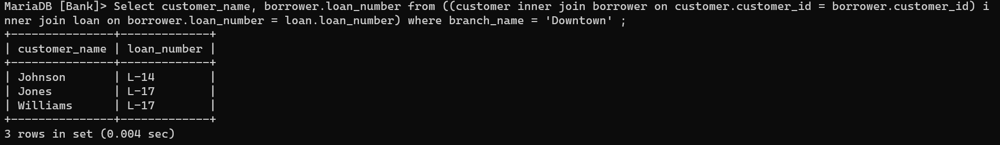 MariaDB [Bank]> Select customer_name, borrower.loan_number from ((customer inner join borrower on customer.customer_id = borrower.customer_id) i
nner join loan on borrower.loan_number = loan.loan_number) where branch_name = 'Downtown' ;
+---------------+-------------+
| customer_name | loan_number |
+---------------+-------------+
| Johnson       | L-14        |
| Jones         | L-17        |
| Williams      | L-17        |
+---------------+-------------+
3 rows in set (0.004 sec)